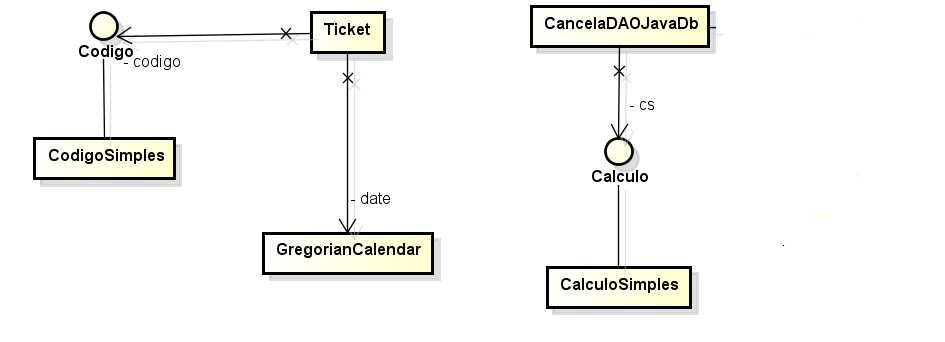 Ticket
CancelaDAOJavaDb
Codigo
- codigo
- cs
CodigoSimples
Calculo
- date
GregorianCalendar
CalculoSimples